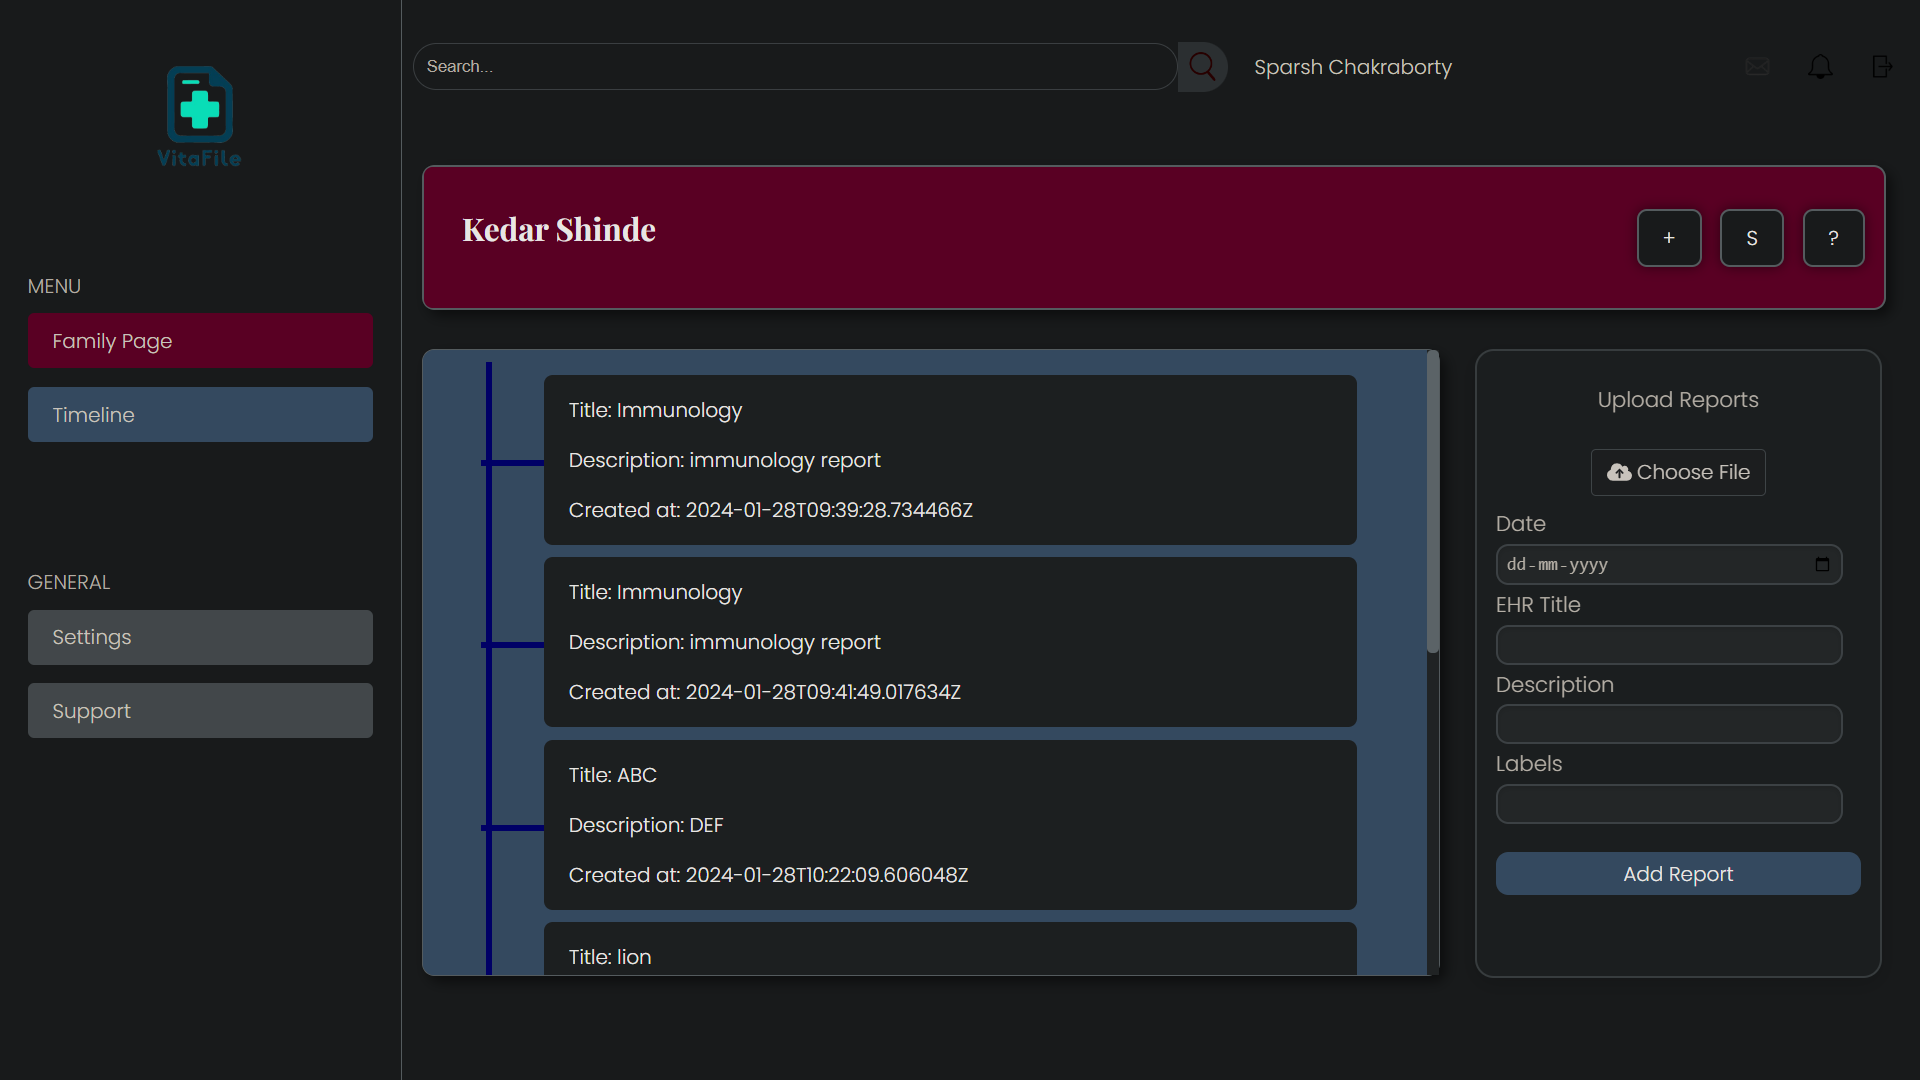 VitaFile
MENU
Family Page
Timeline
GENERAL
Settings
Support
Search...
Sparsh Chakraborty
Kedar Shinde
+
S
?
Title: Immunology
Description: immunology report
Created at: 2024-01-28T09:39:28.734466Z
Title: Immunology
Description: immunology report
Created at: 2024-01-28T09:41:49.017634Z
Title: ABC
Description: DEF
Created at: 2024-01-28T10:22:09.606048Z
Title: lion
Upload Reports
Choose File
Date
dd-mm-yyyy
EHR Title
Description
Labels
Add Report